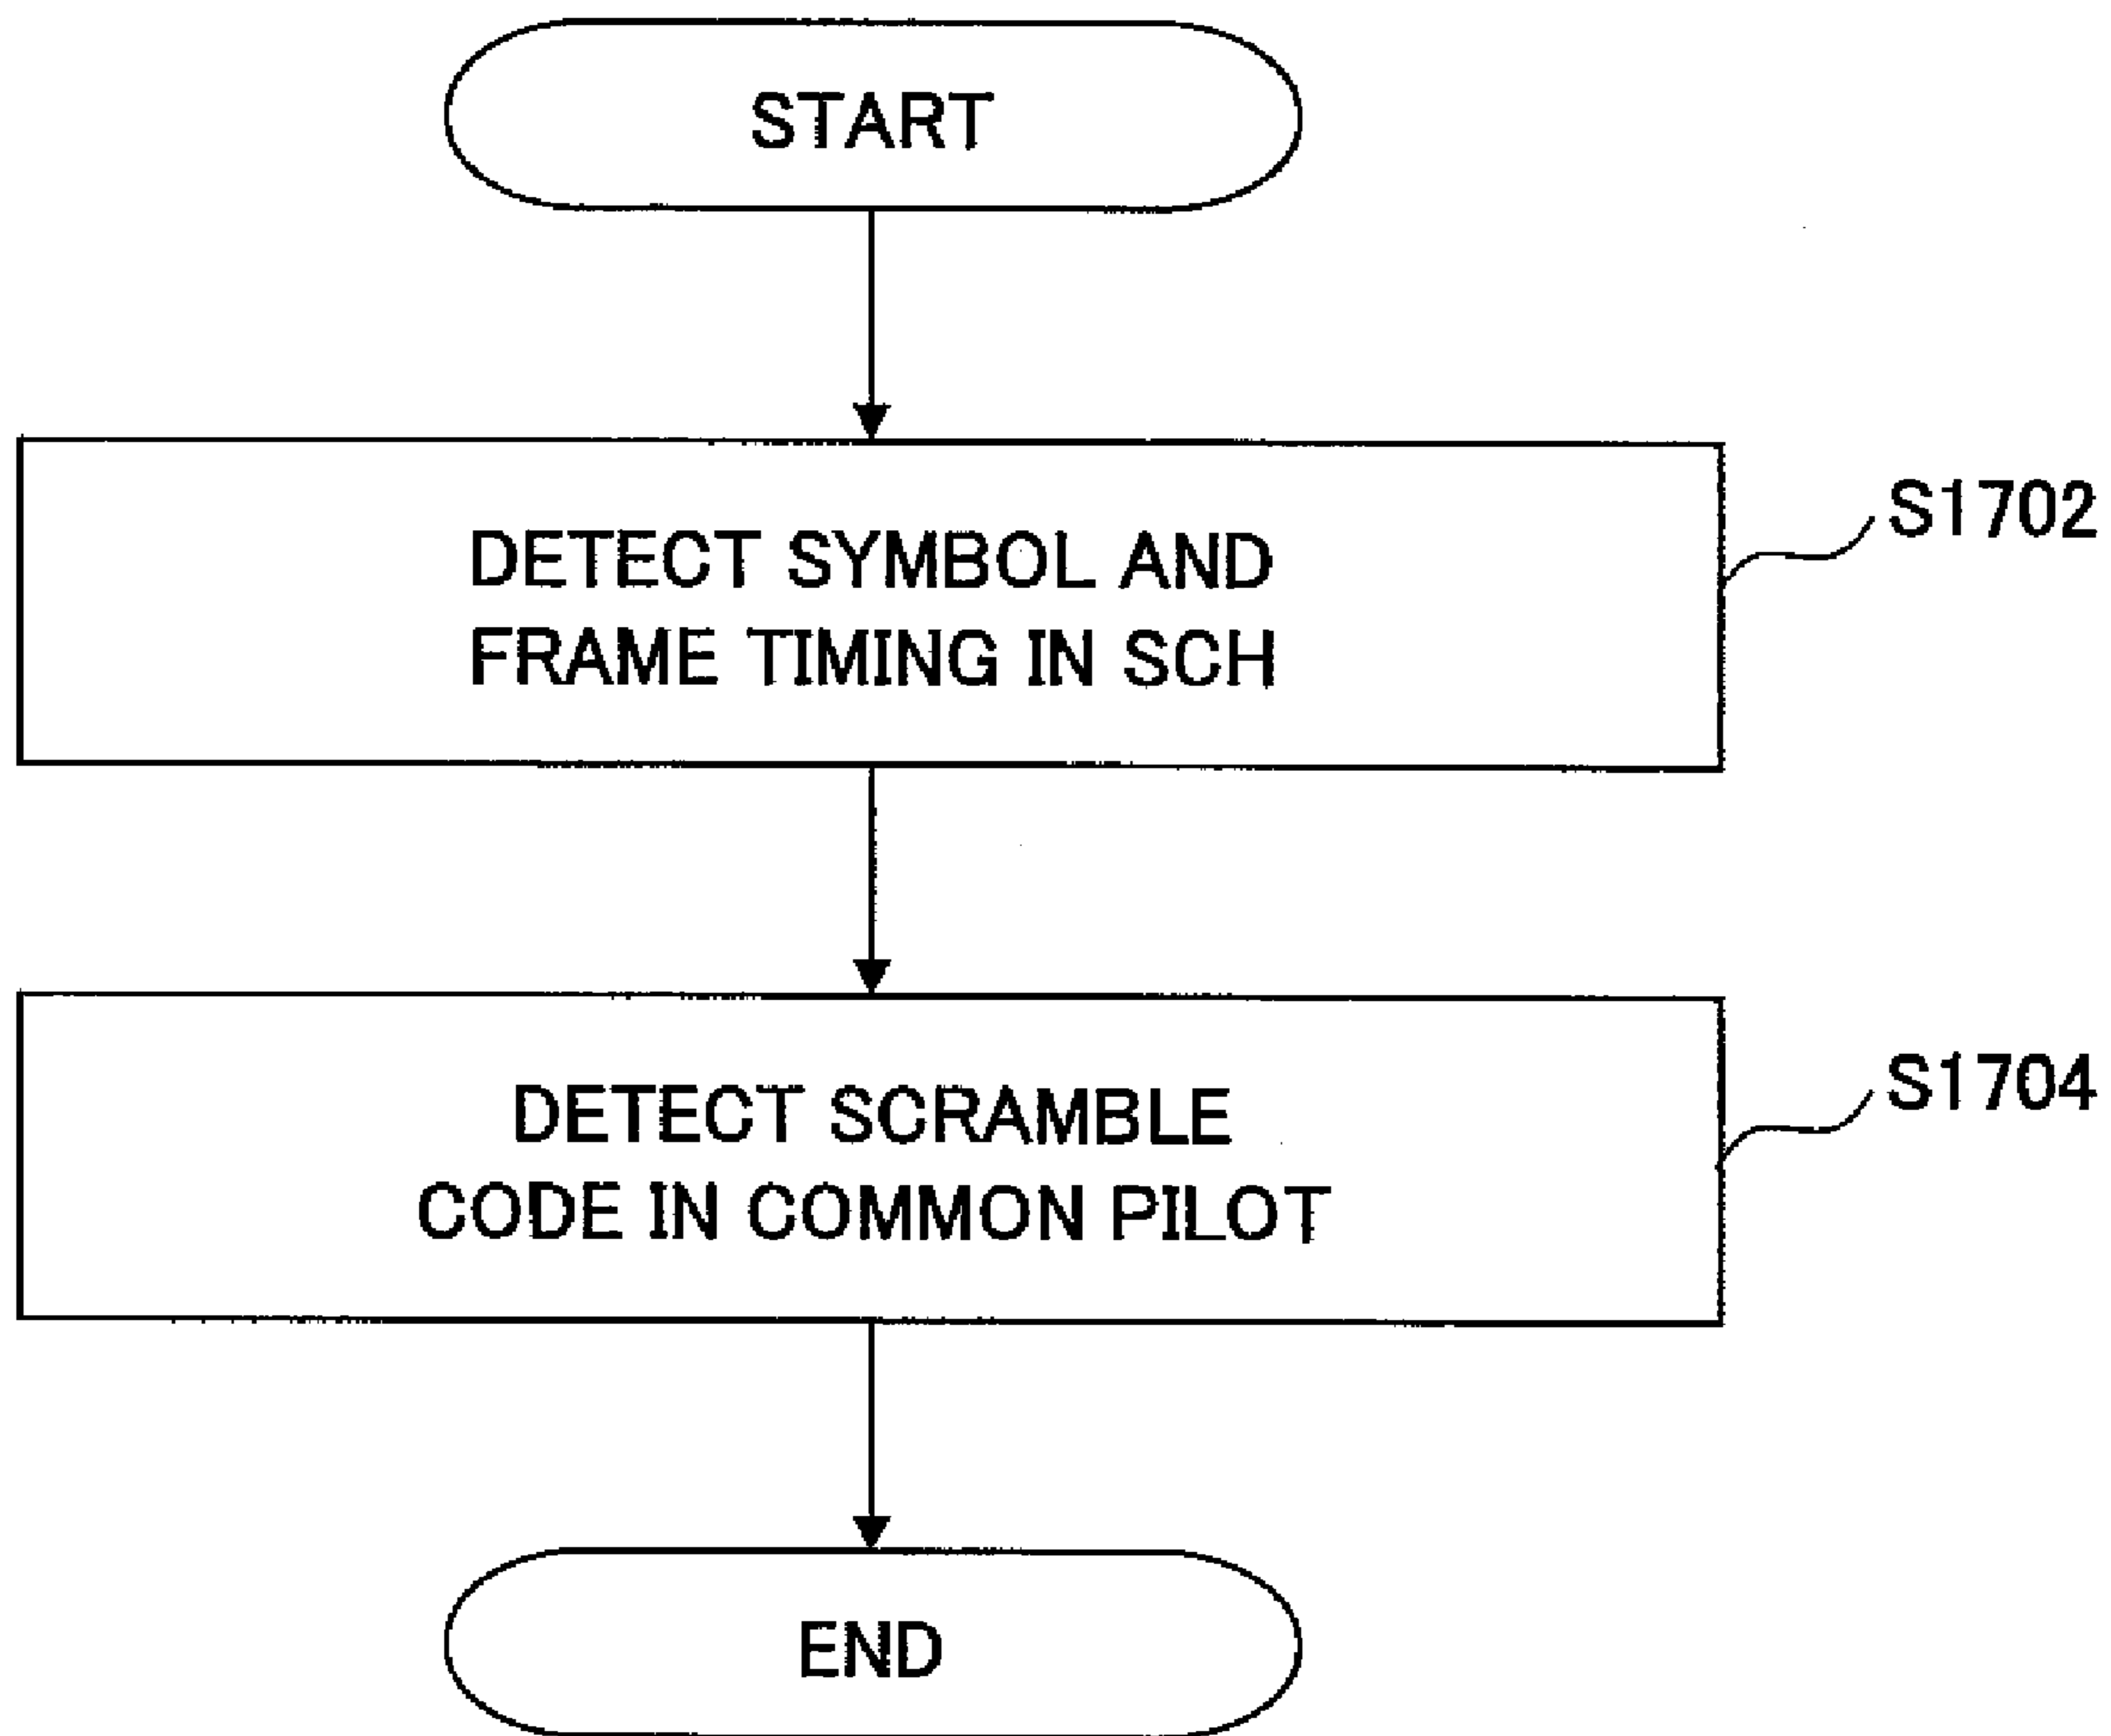 START
DETECT SYMBOL AND
FRAME TIMING IN SCH
S1702
DETECT SCRAMBLE
CODE IN COMMON PILOT
S1704
END